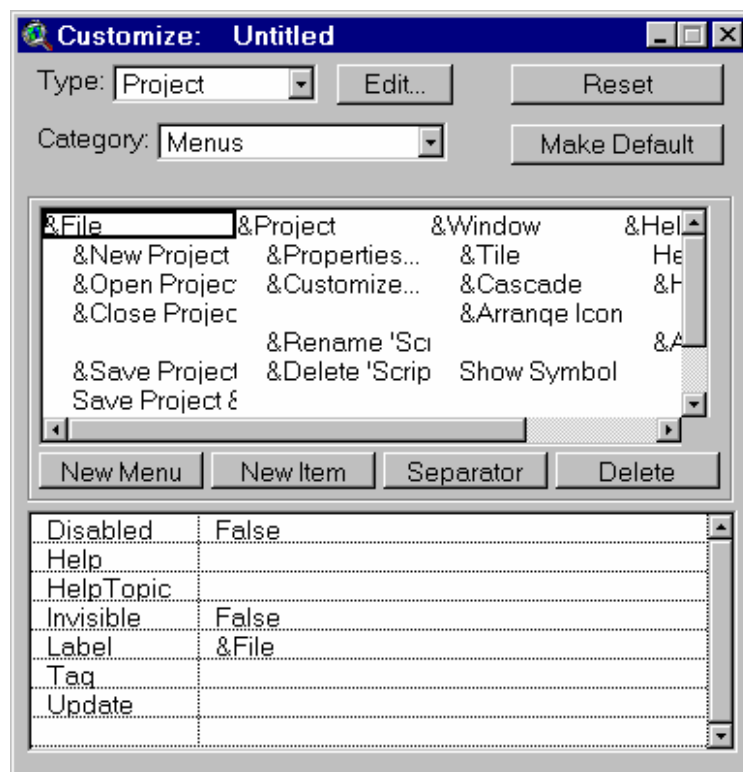 Customize: Untitled
Type: Project Edit... Reset
Category: Menus Make Default
&File &Project &Window &Hel
&New Project &Properties... &Tile He
&Open Projec &Customize... &Cascade &H
&Close Projec &Arrange Icon
&Rename 'Scr &A
&Save Project &Delete 'Scrip Show Symbol
Save Project &
New Menu New Item Separator Delete
Disabled False
Help
HelpTopic
Invisible False
Label &File
Tag
Update